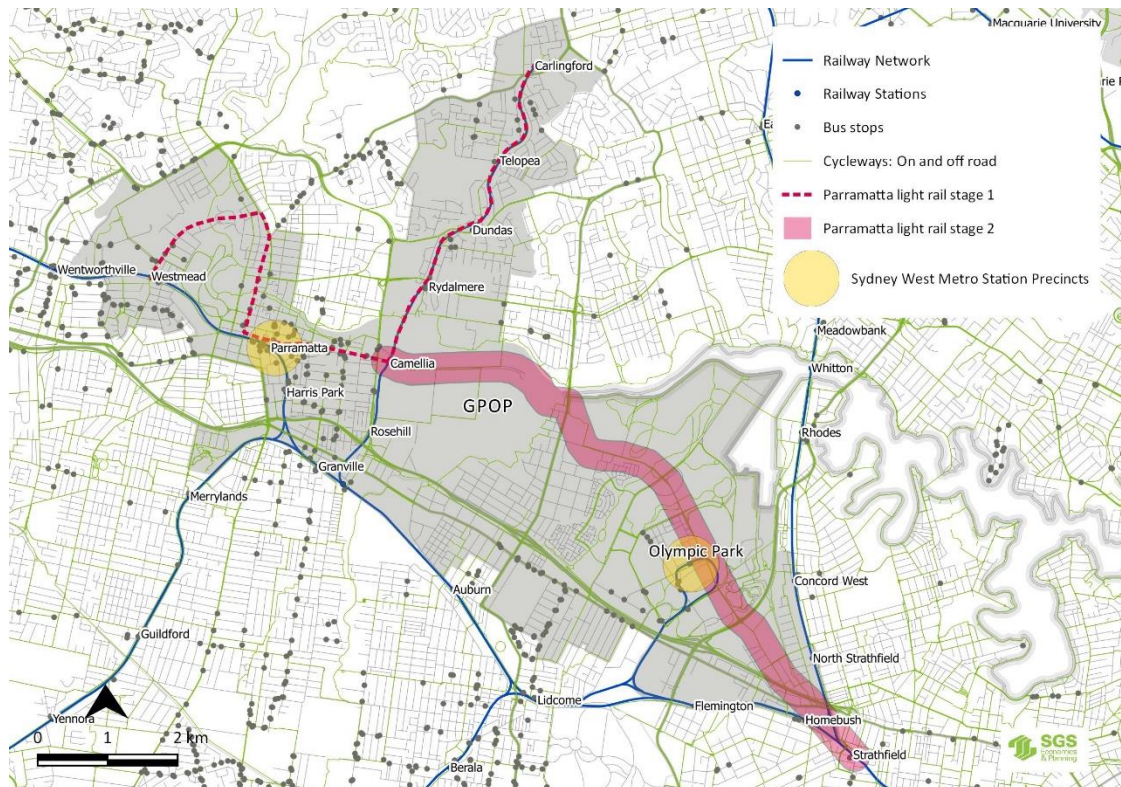 Macquarie University
Railway Network
Railway Stations
Bus stops
Cycleways: On and off road
Parramatta light rail stage 1
Parramatta light rail stage 2
Sydney West Metro Station Precincts
Carlingford
Telopea
Dundas
Wentworthville
Westmead
Rydalmere
Meadowbank
Parramatta
Camellia
Whitton
Harris Park
GPOP
Rosehill
Rhodes
Granville
Merrylands
Olympic Park
Auburn
Concord West
Guildford
North Strathfield
Lidcome
Flemington
Homebush
Yennora
Strathfield
0 1 2 km
Berala
SGS
Economics
& Planning